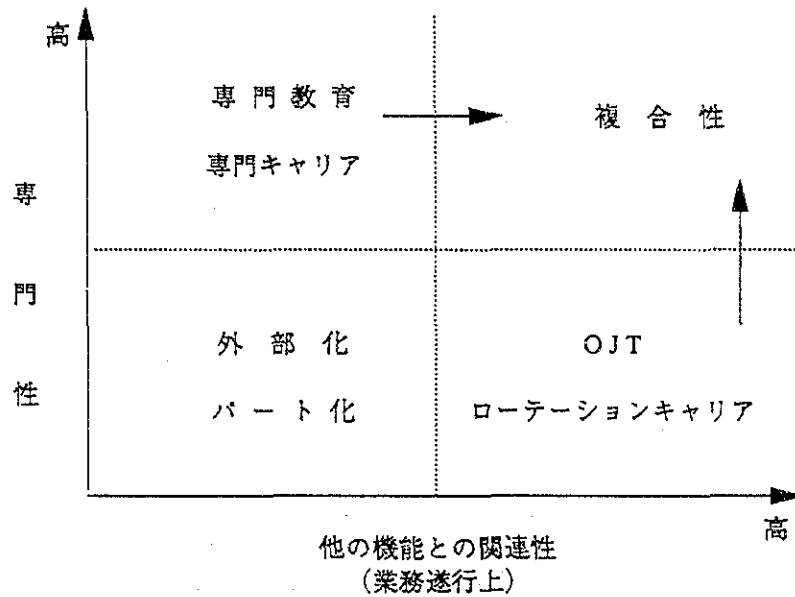 高
専門教育
専門キャリア
複合性
専門性
外部化
パート化
OJT
ローテーションキャリア
高
他の機能との関連性
(業務遂行上)